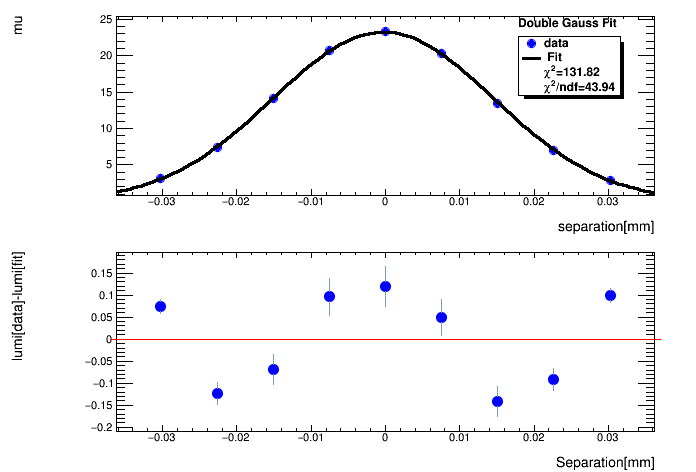 Double Gauss Fit
data
Fit
χ²=131.82
χ²/ndf=43.94
mu
25
20
15
10
5
−0.03 −0.02 −0.01 0 0.01 0.02 0.03
separation[mm]
lumi[data]-lumi[fit]
0.15
0.1
0.05
0
−0.05
−0.1
−0.15
−0.2
−0.03 −0.02 −0.01 0 0.01 0.02 0.03
Separation[mm]